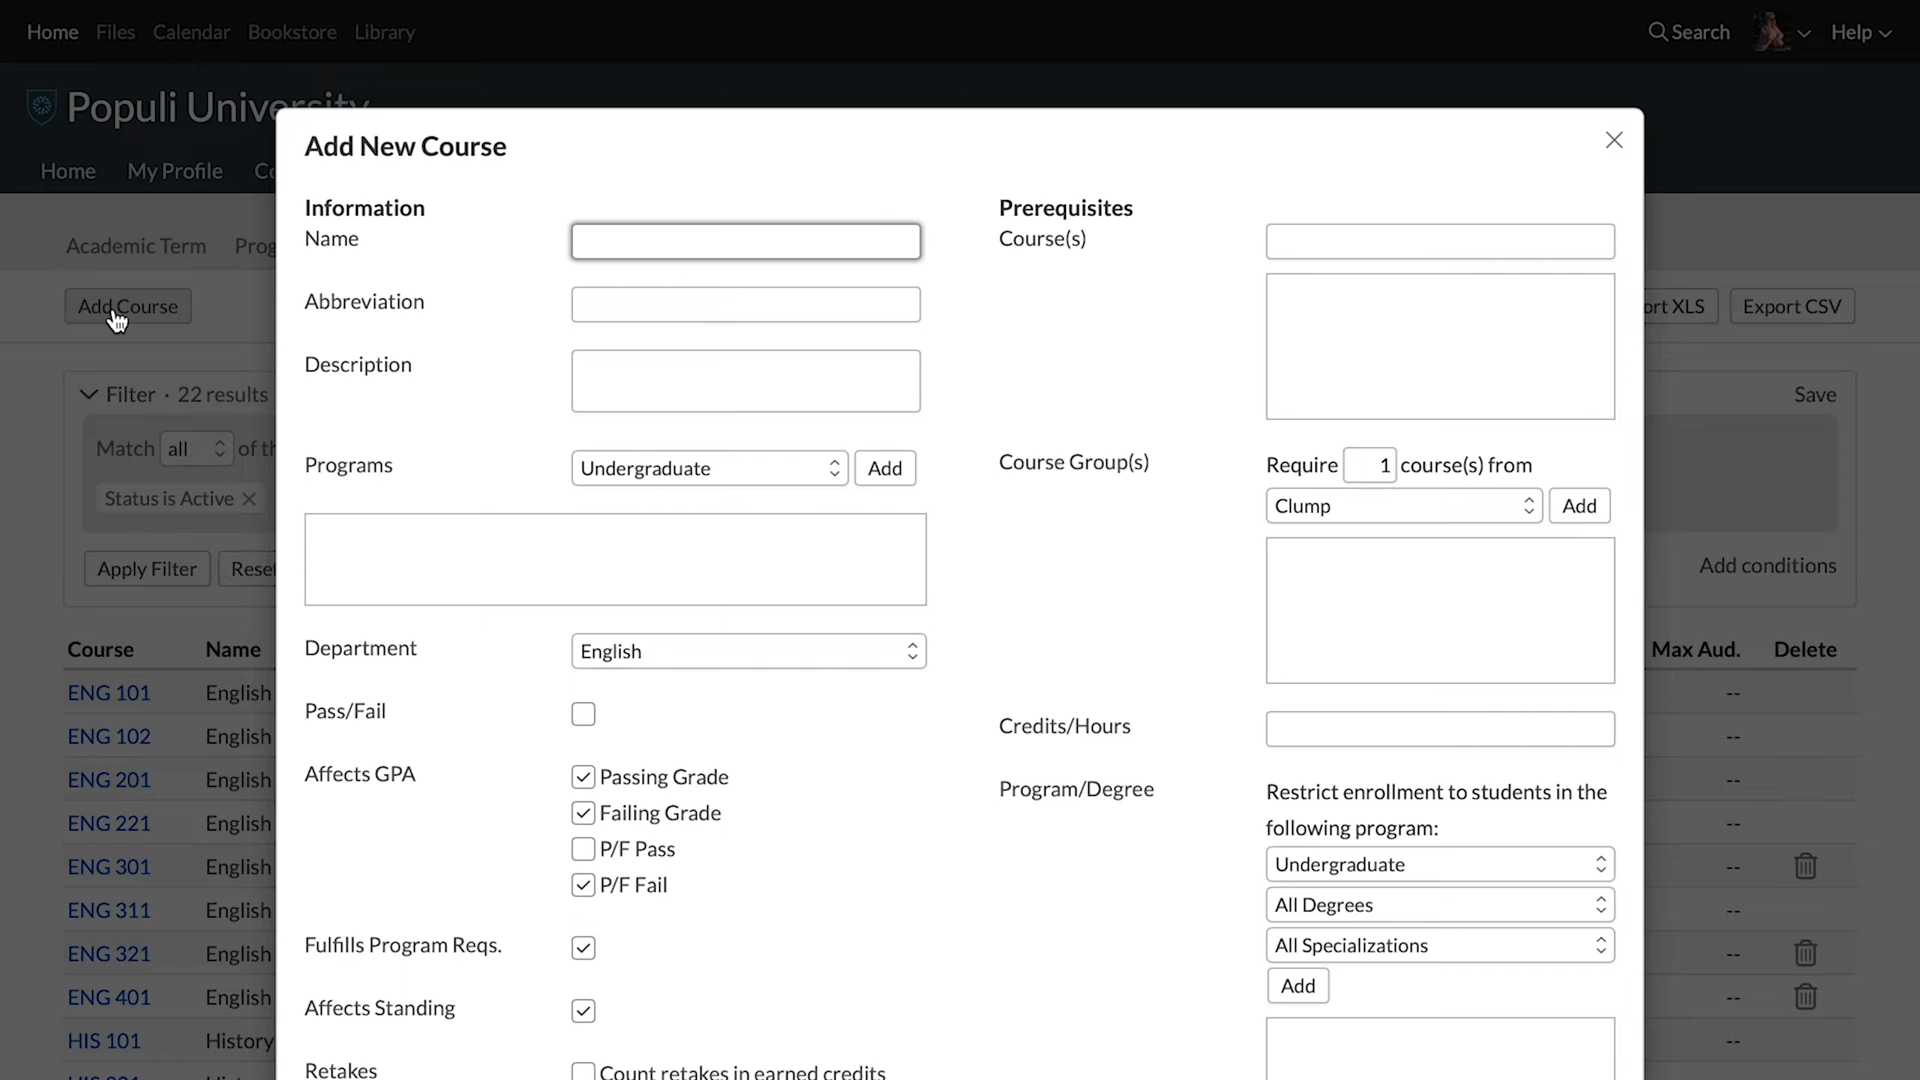 Home Files Calendar Bookstore Library Search Help
Populi University
Home My Profile
Academic Term
Add Course
Export CSV
Filter · 22 results
Save
Match all
Status is Active
Apply Filter
Add conditions
Course Name Max Aud. Delete
ENG 101 English --
ENG 102 English --
ENG 201 English --
ENG 221 English --
ENG 301 English --
ENG 311 English --
ENG 321 English --
ENG 401 English --
HIS 101 History --
Add New Course
Information
Name
Abbreviation
Description
Programs Undergraduate Add
Department English
Pass/Fail
Affects GPA Passing Grade
Failing Grade
P/F Pass
P/F Fail
Fulfills Program Reqs.
Affects Standing
Retakes Count retakes in earned credits
Prerequisites
Course(s)
Course Group(s) Require 1 course(s) from
Clump Add
Credits/Hours
Program/Degree Restrict enrollment to students in the
following program:
Undergraduate
All Degrees
All Specializations
Add